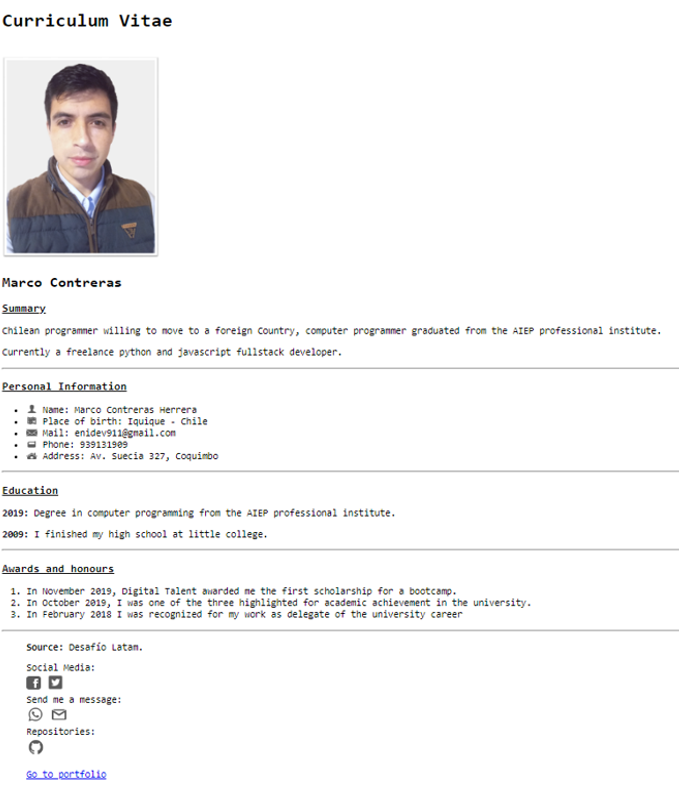 Curriculum Vitae
Marco Contreras
Summary
Chilean programmer willing to move to a foreign Country, computer programmer graduated from the AIEP professional institute.
Currently a freelance python and javascript fullstack developer.
Personal Information
Name: Marco Contreras Herrera
Place of birth: Iquique - Chile
Mail: enidev911@gmail.com
Phone: 939131909
Address: Av. Suecia 327, Coquimbo
Education
2019: Degree in computer programming from the AIEP professional institute.
2009: I finished my high school at little college.
Awards and honours
1. In November 2019, Digital Talent awarded me the first scholarship for a bootcamp.
2. In October 2019, I was one of the three highlighted for academic achievement in the university.
3. In February 2018 I was recognized for my work as delegate of the university career
Source: Desafío Latam.
Social Media:
Send me a message:
Repositories:
Go to portfolio